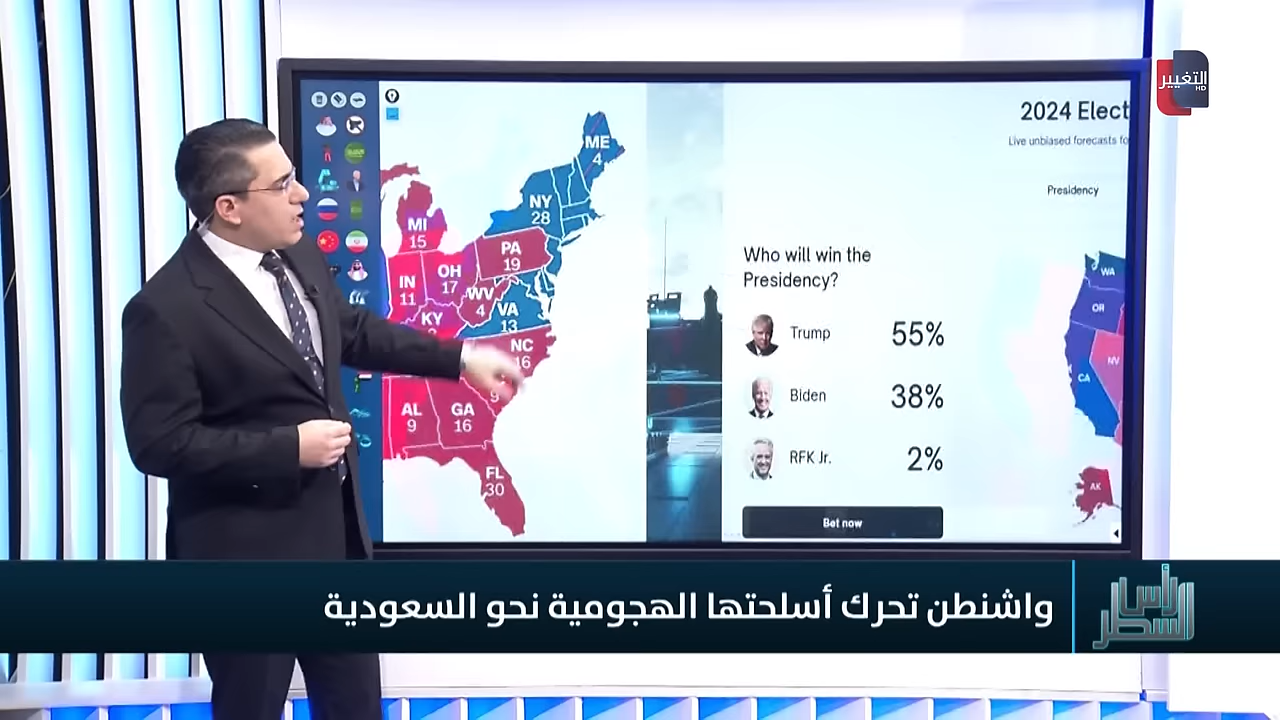 التغيير
HD
2024 Elect
Live unbiased forecasts fo
Presidency
ME
4
NY
28
MI
15
PA
19
OH
17
IN
11
WV
4
VA
13
KY
NC
16
9
AL
9
GA
16
FL
30
Who will win the
Presidency?
Trump 55%
Biden 38%
RFK Jr. 2%
Bet now
WA
OR
NV
CA
AK
واشنطن تحرك أسلحتها الهجومية نحو السعودية
رأس
السطر